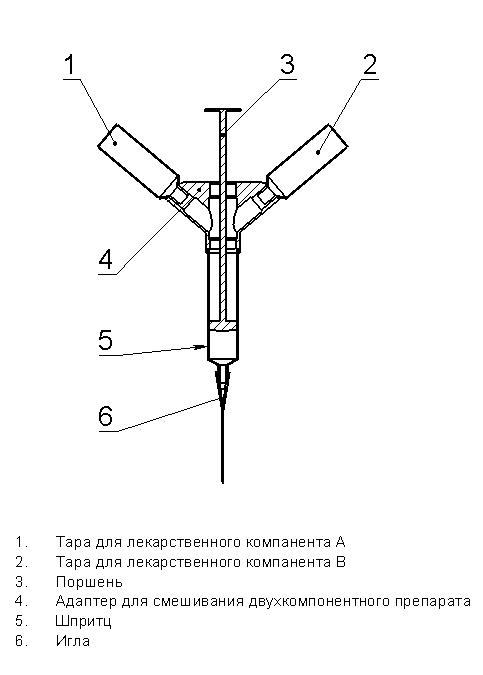 1
3
2
4
5
6
1. Тара для лекарственного компанента А
2. Тара для лекарственного компанента В
3. Поршень
4. Адаптер для смешивания двухкомпонентного препарата
5. Шпритц
6. Игла